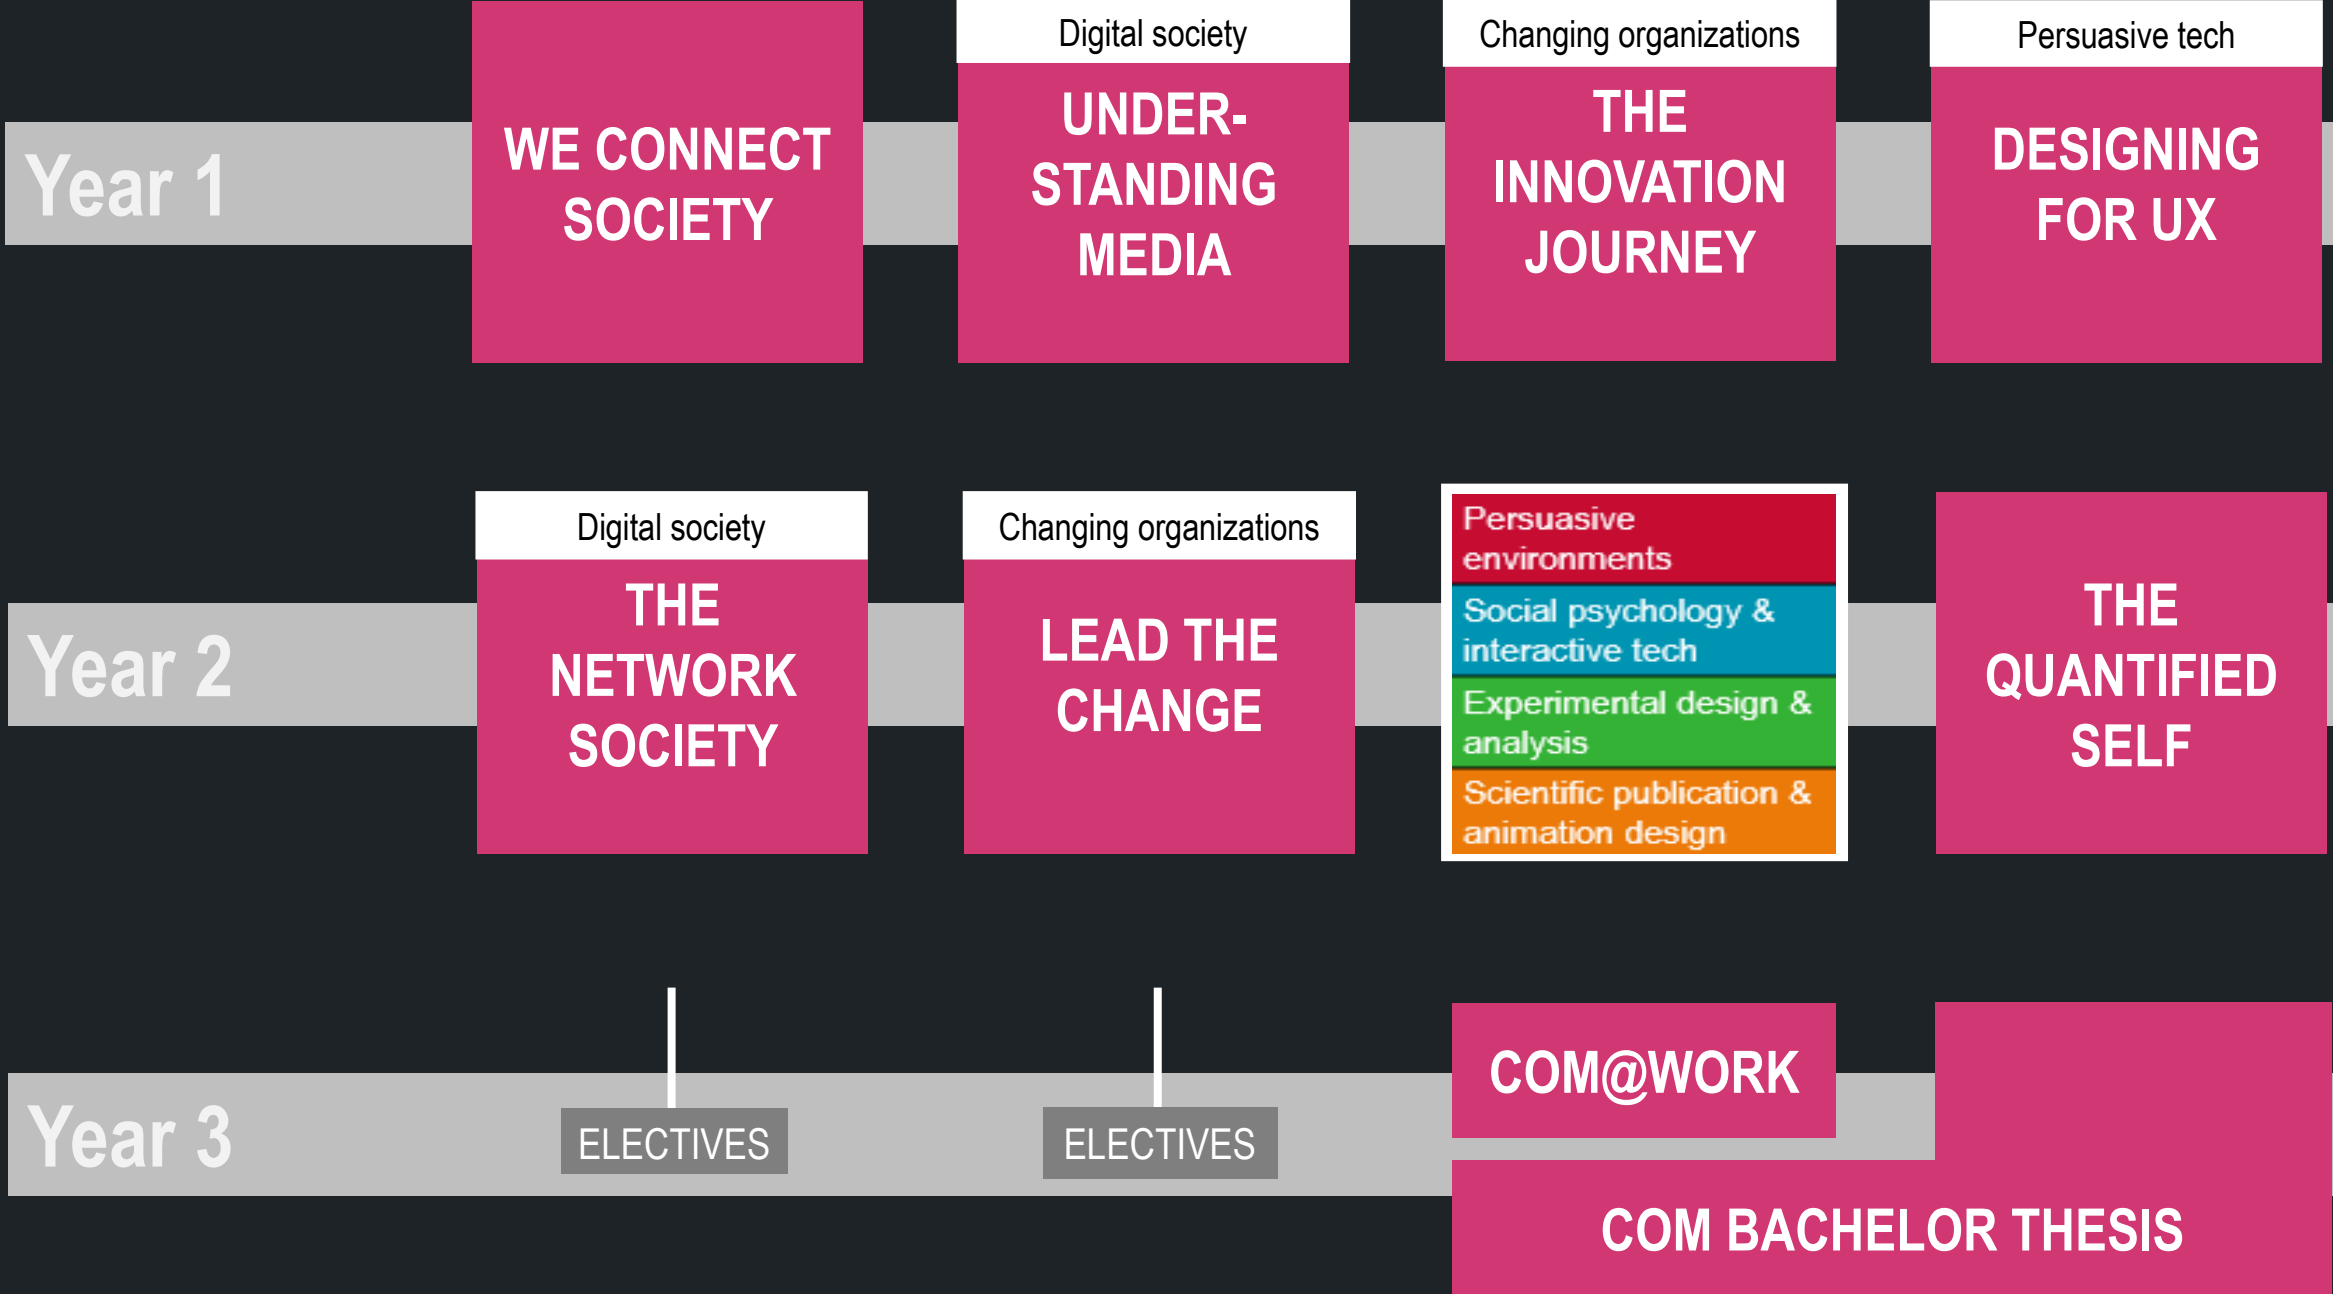 Year 1
WE CONNECT
SOCIETY
Digital society
UNDER-
STANDING
MEDIA
Changing organizations
THE
INNOVATION
JOURNEY
Persuasive tech
DESIGNING
FOR UX
Year 2
Digital society
THE
NETWORK
SOCIETY
Changing organizations
LEAD THE
CHANGE
Persuasive
environments
Social psychology &
interactive tech
Experimental design &
analysis
Scientific publication &
animation design
THE
QUANTIFIED
SELF
Year 3
ELECTIVES
ELECTIVES
COM@WORK
COM BACHELOR THESIS